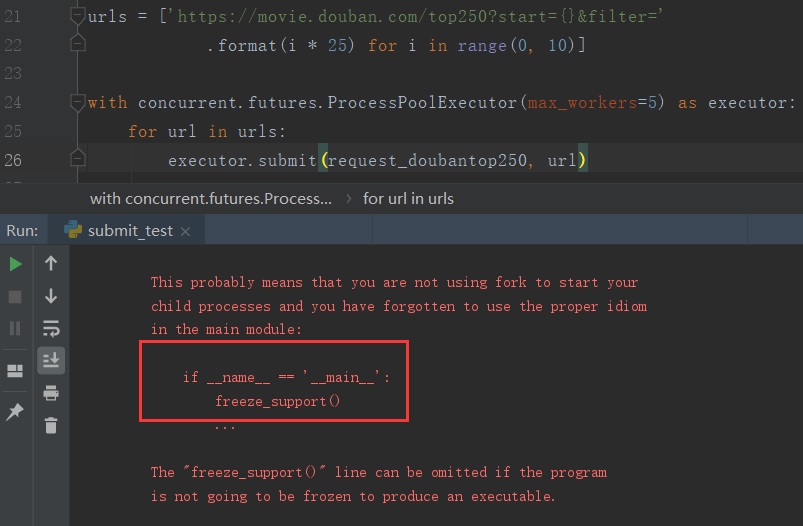 21 urls = ['https://movie.douban.com/top250?start={}&filter='
22 .format(i * 25) for i in range(0, 10)]
23
24 with concurrent.futures.ProcessPoolExecutor(max_workers=5) as executor:
25 for url in urls:
26 executor.submit(request_doubantop250, url)
with concurrent.futures.Process... › for url in urls
Run: submit_test ×
This probably means that you are not using fork to start your
child processes and you have forgotten to use the proper idiom
in the main module:
if __name__ == '__main__':
freeze_support()
...
The "freeze_support()" line can be omitted if the program
is not going to be frozen to produce an executable.